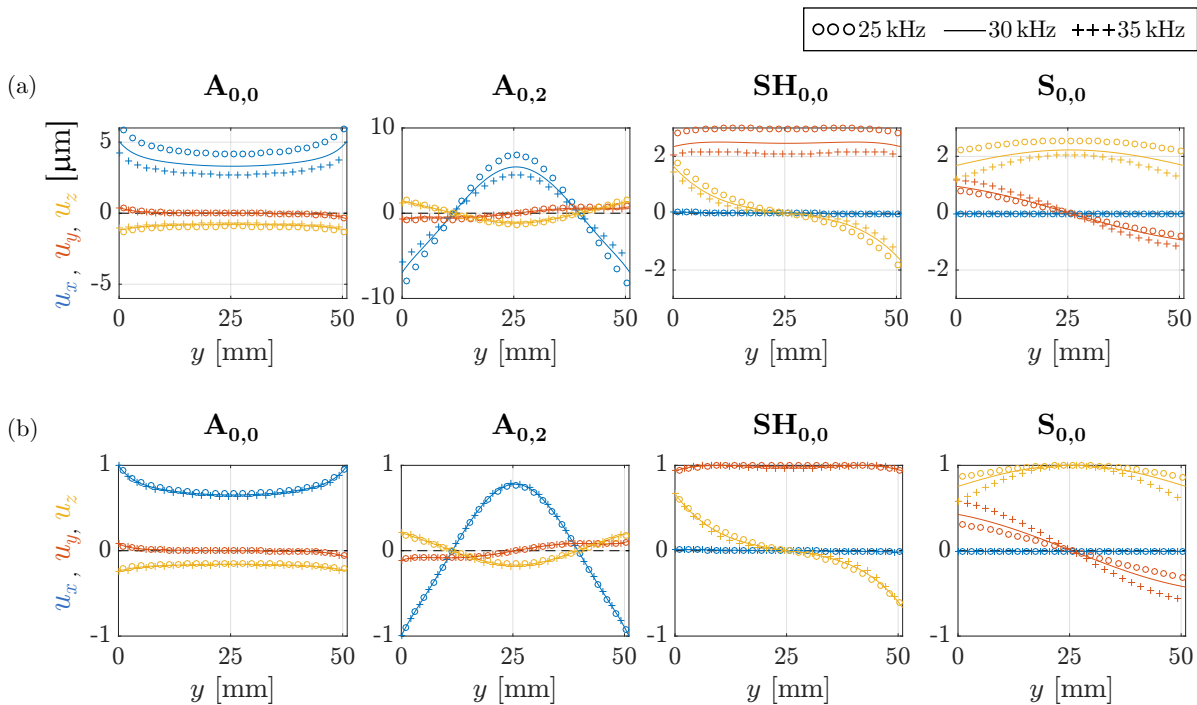 25 kHz 30 kHz 35 kHz
(a)
A0,0 A0,2 SH0,0 S0,0
ux, uy, uz [μm]
5 0 -5
10 0 -10
2 0 -2
2 0 -2
0 25 50 0 25 50 0 25 50 0 25 50
y [mm] y [mm] y [mm] y [mm]
(b)
A0,0 A0,2 SH0,0 S0,0
ux, uy, uz
1 0 -1
1 0 -1
1 0 -1
1 0 -1
0 25 50 0 25 50 0 25 50 0 25 50
y [mm] y [mm] y [mm] y [mm]